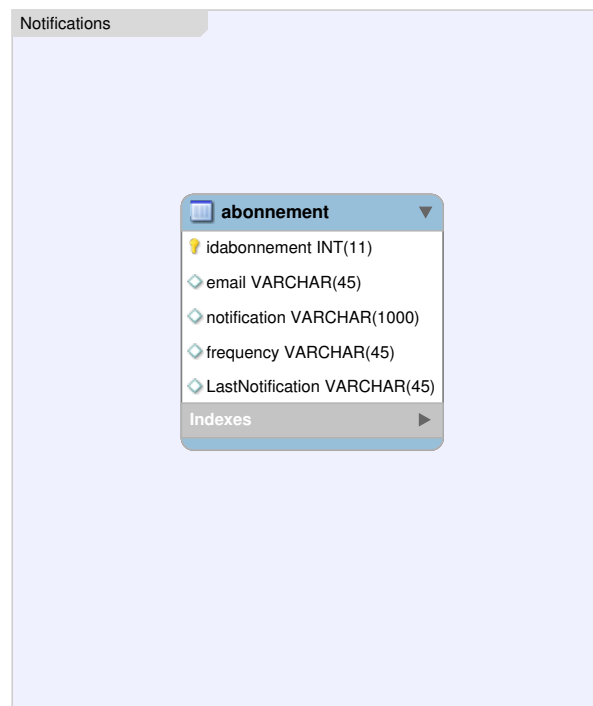 Notifications
abonnement
idabonnement INT(11)
email VARCHAR(45)
notification VARCHAR(1000)
frequency VARCHAR(45)
LastNotification VARCHAR(45)
Indexes